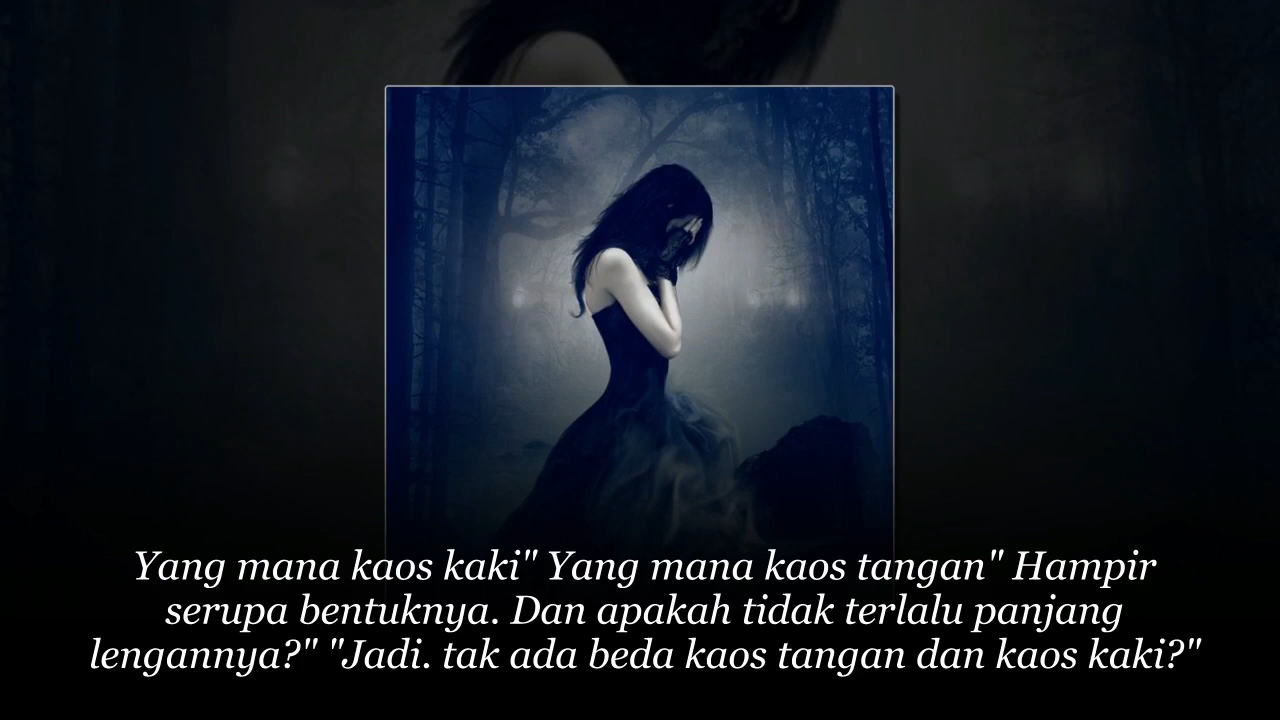 Yang mana kaos kaki" Yang mana kaos tangan" Hampir
serupa bentuknya. Dan apakah tidak terlalu panjang
lengannya?" "Jadi. tak ada beda kaos tangan dan kaos kaki?"